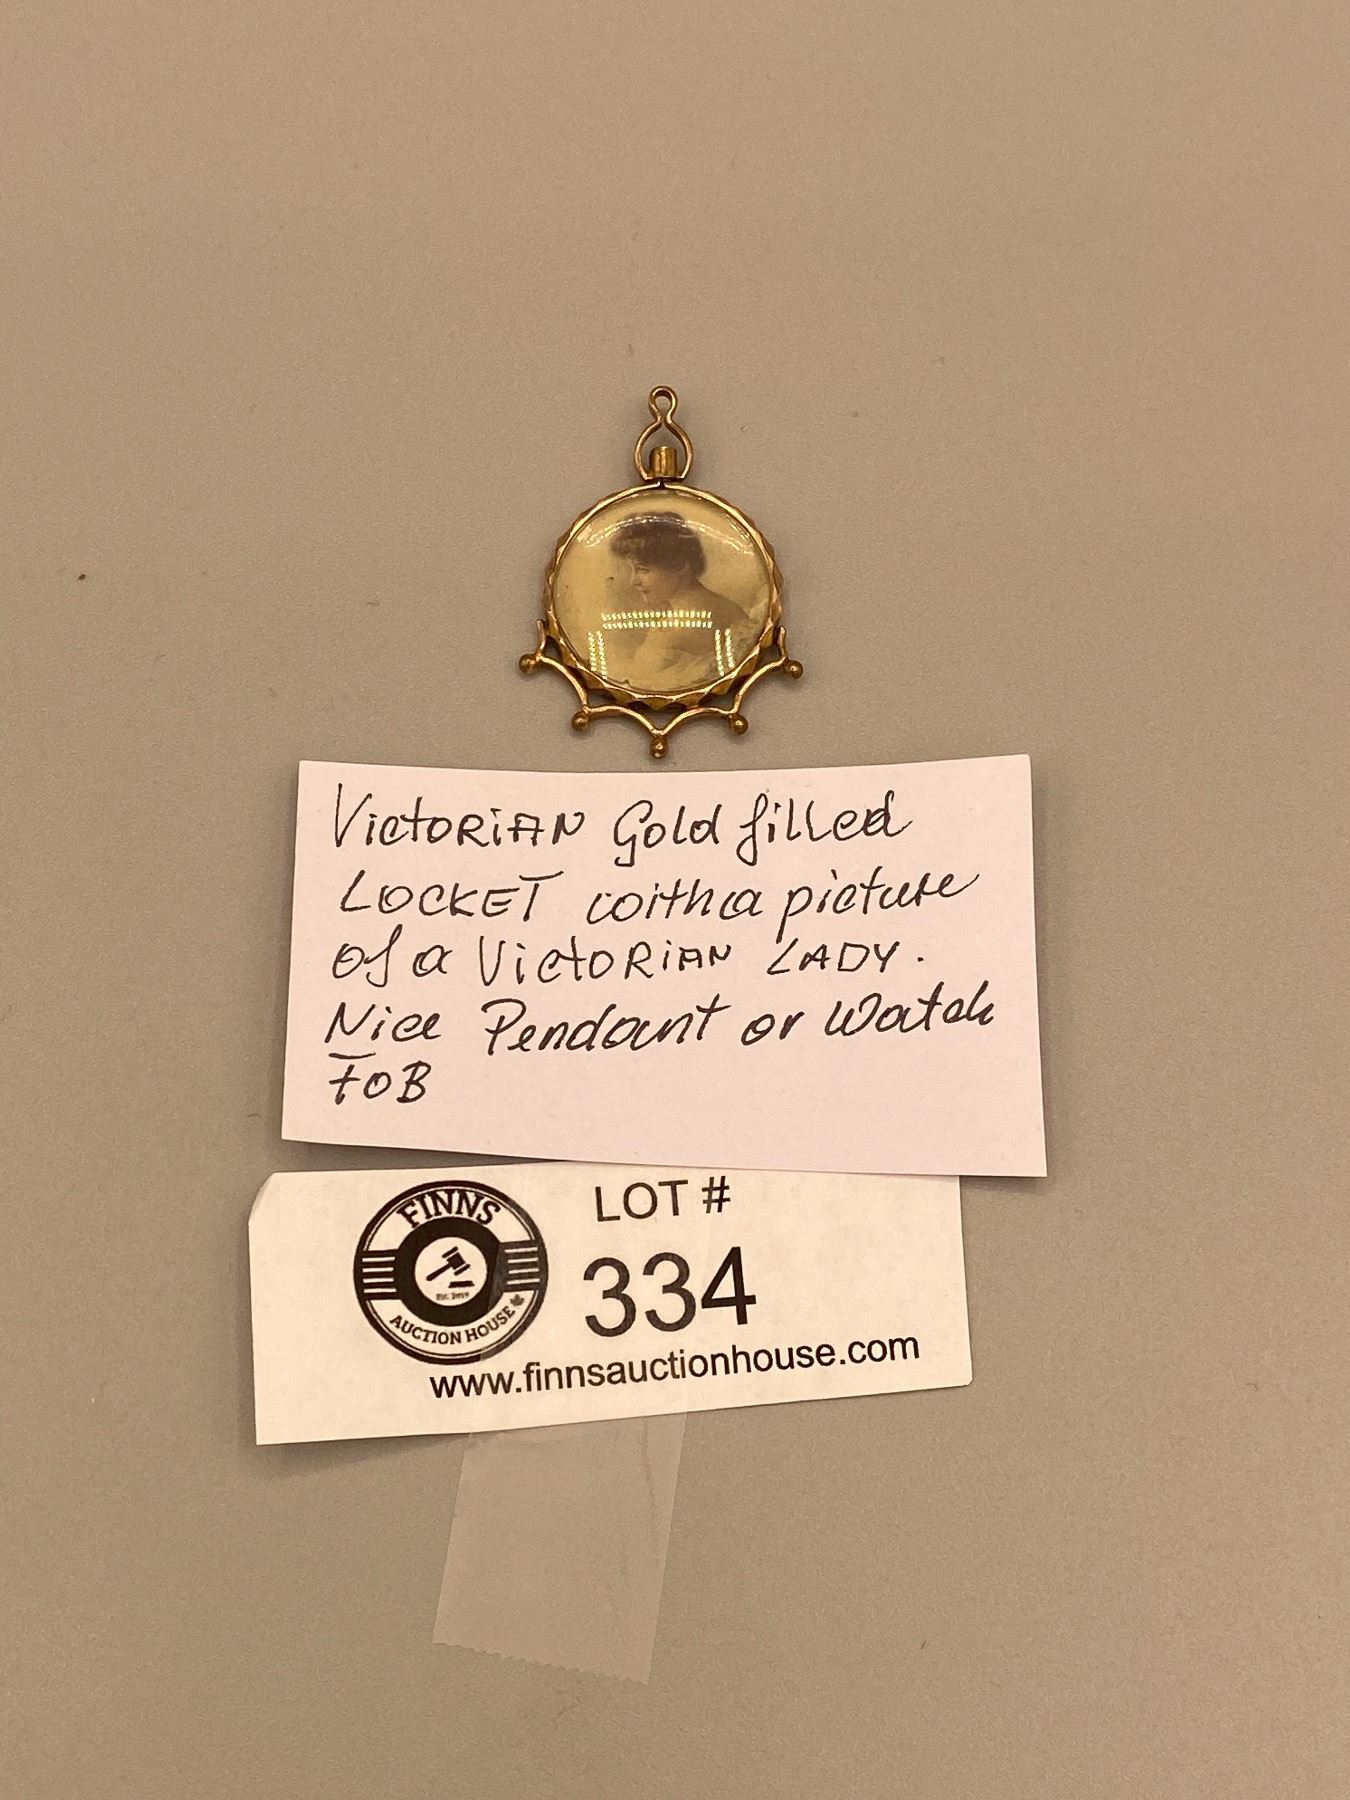 VictoRiAN Gold filled
LOCKET with a picture
of a VictoRiAN LADY.
Nice Pendant or Watch
FOB
FINNS
Est. 2019
AUCTION HOUSE
LOT #
334
www.finnsauctionhouse.com